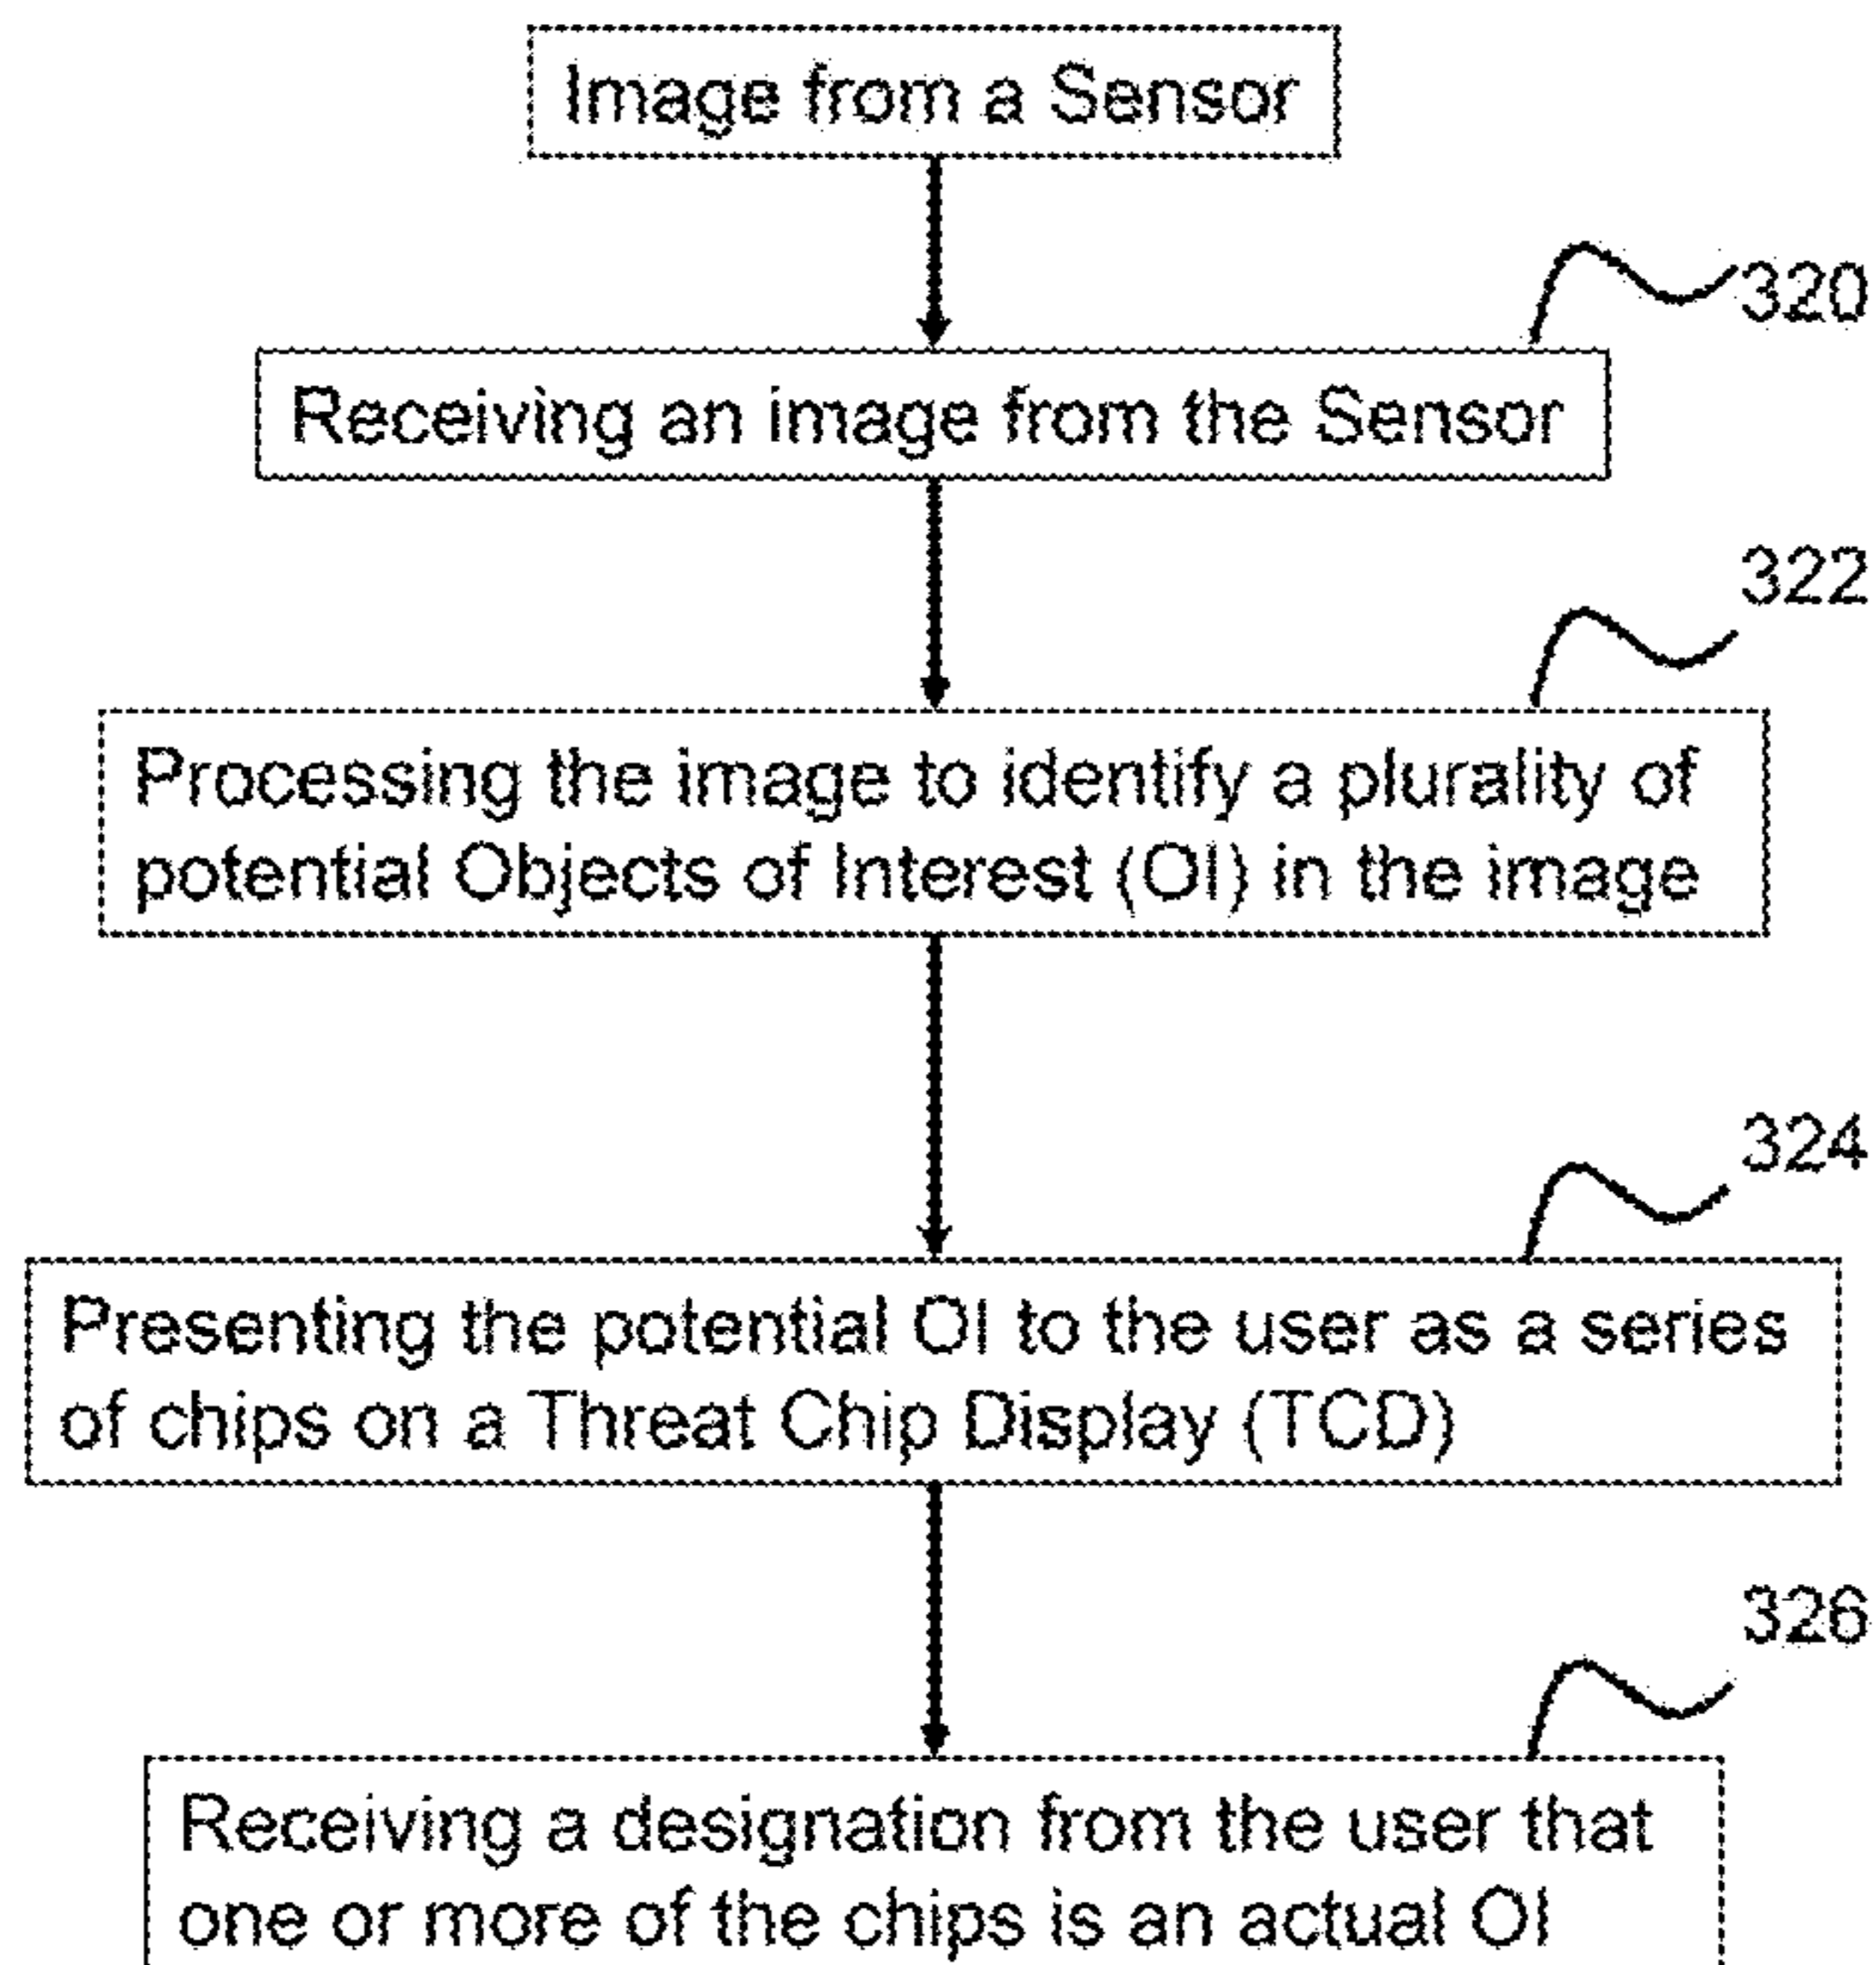 Image from a Sensor
320
Receiving an image from the Sensor
322
Processing the image to identify a plurality of
potential Objects of Interest (OI) in the image
324
Presenting the potential OI to the user as a series
of chips on a Threat Chip Display (TCD)
326
Receiving a designation from the user that
one or more of the chips is an actual OI